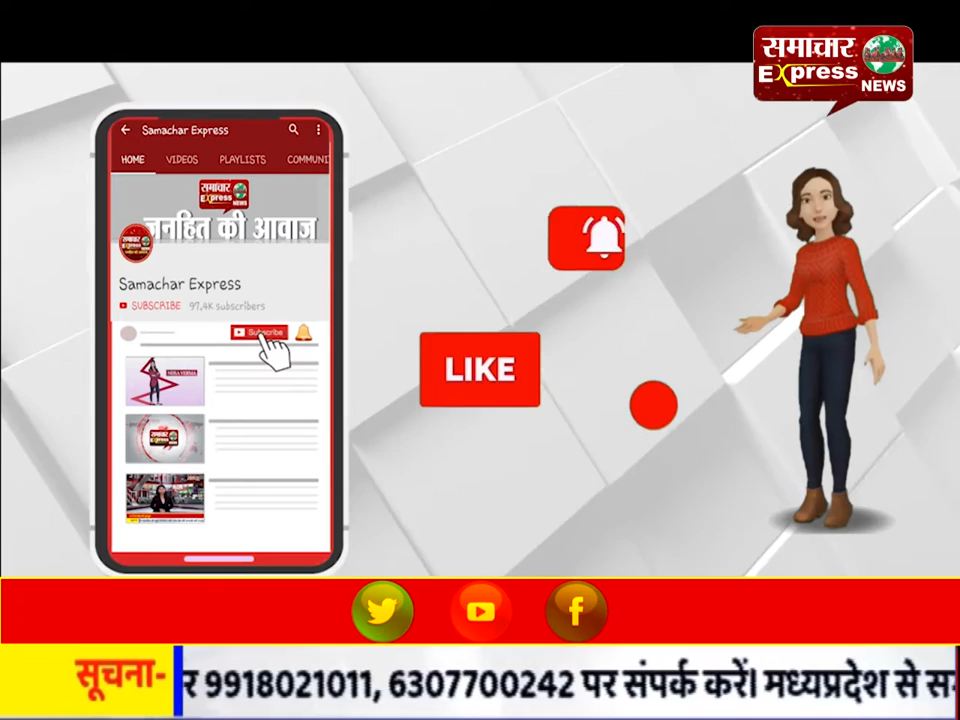 समाचार
Express
NEWS
Samachar Express
HOME VIDEOS PLAYLISTS COMMUNI
समाचार
Express
NEWS
जनहित की आवाज
Samachar Express
SUBSCRIBE 97.4K subscribers
Subscribe
LIKE
सूचना- र 9918021011, 6307700242 पर संपर्क करें। मध्यप्रदेश से स